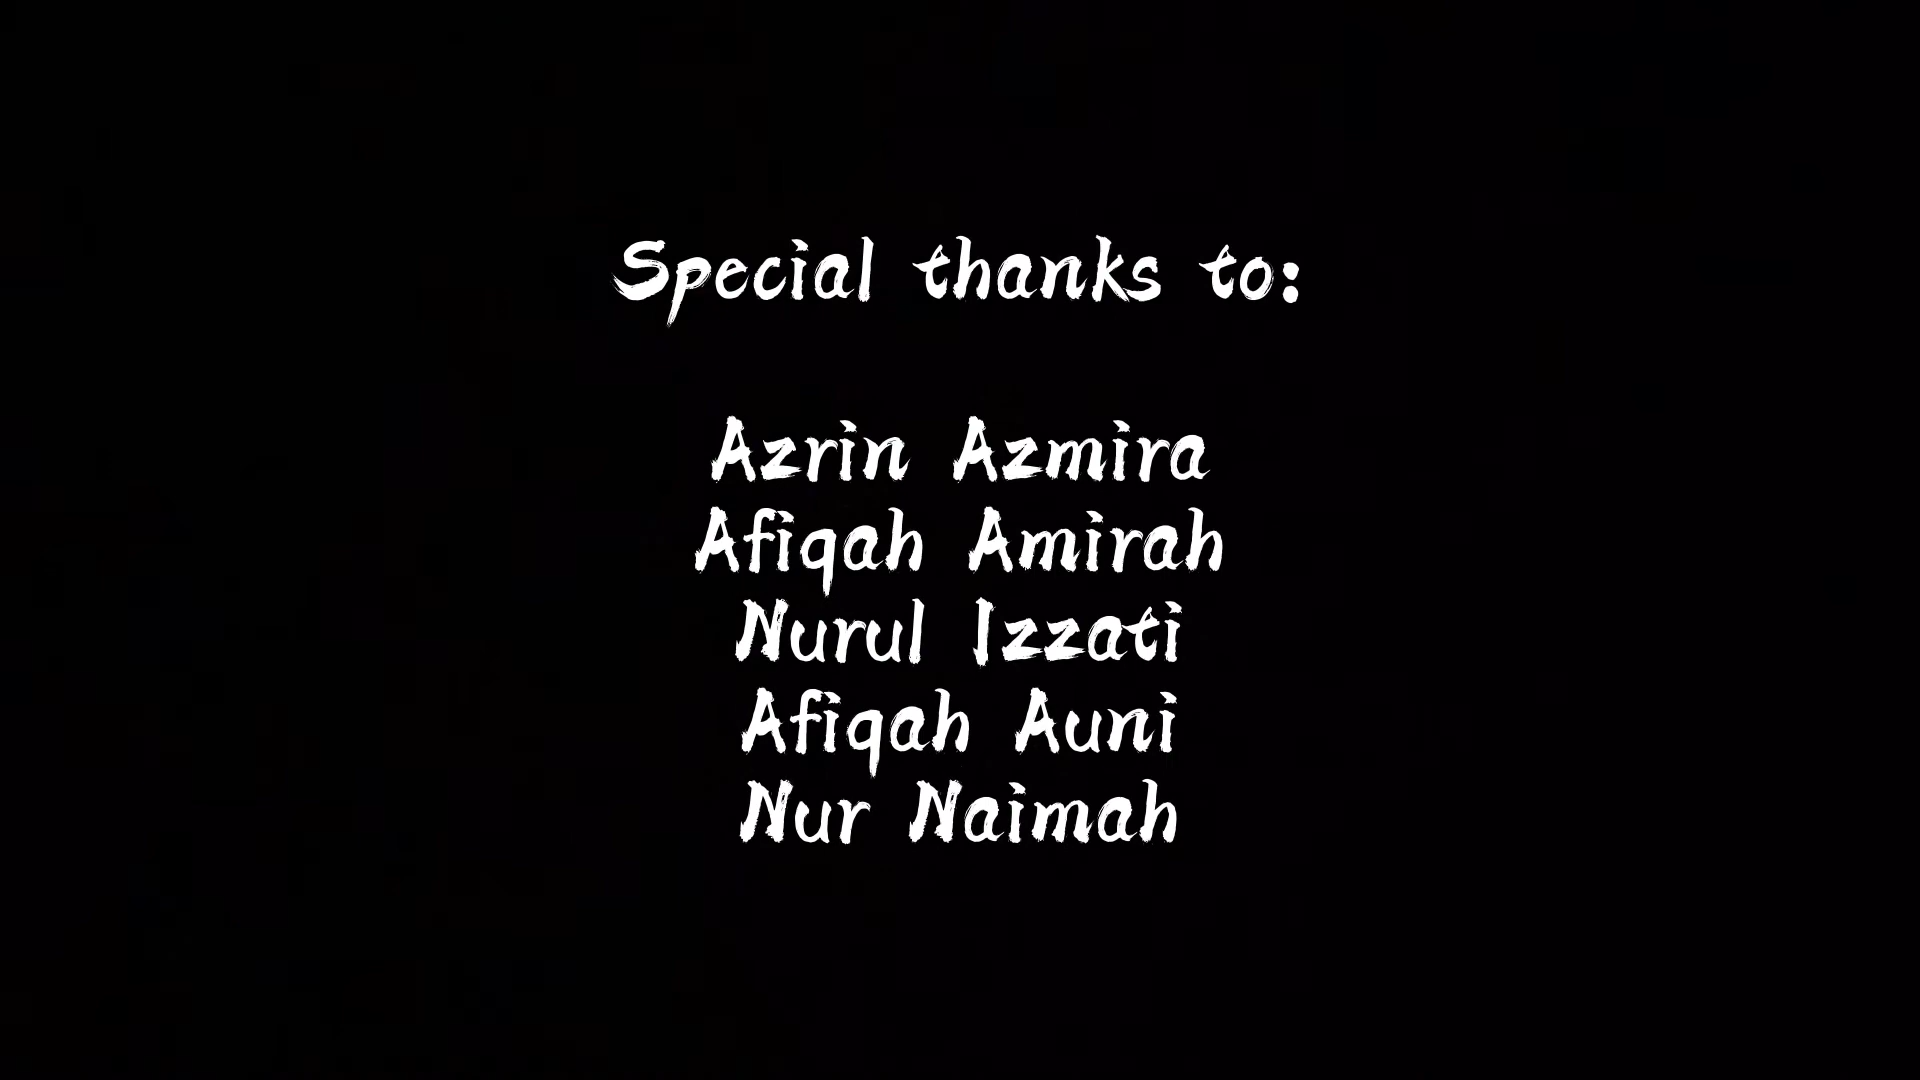 Special thanks to:
Azrin Azmira
Afiqah Amirah
Nurul Izzati
Afiqah Auni
Nur Naimah